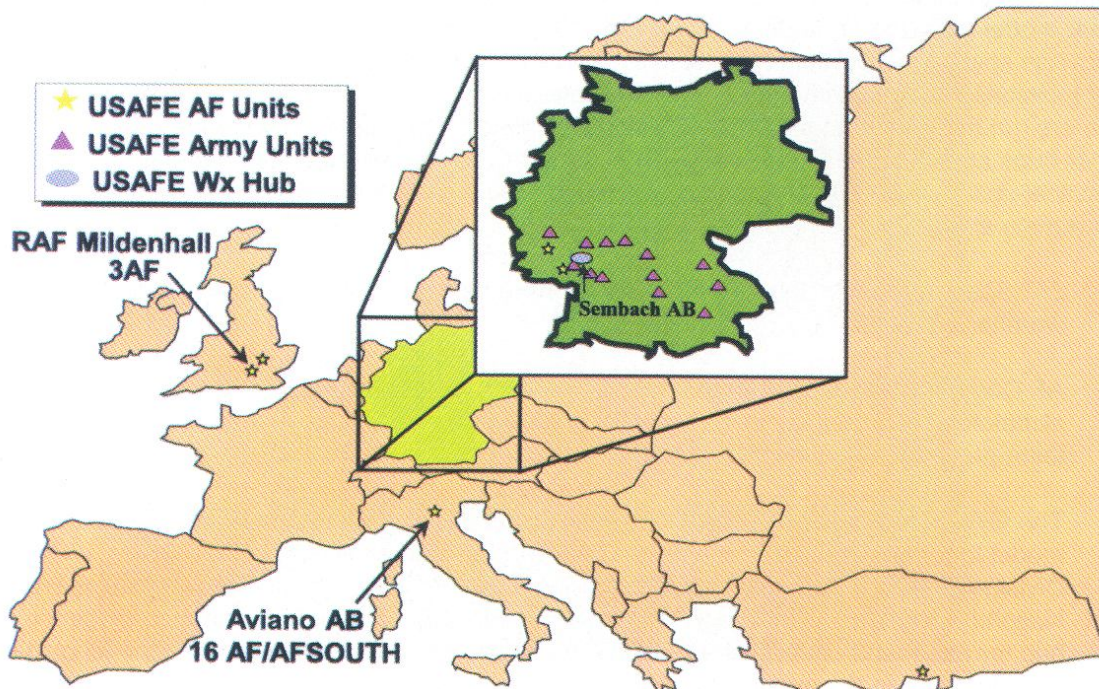 USAFE AF Units
USAFE Army Units
USAFE Wx Hub
RAF Mildenhall
3AF
Sembach AB
Aviano AB
16 AF/AFSOUTH